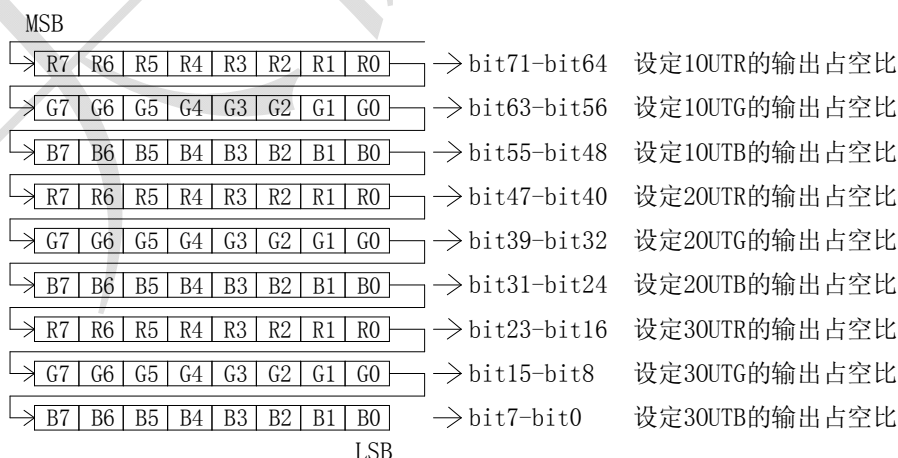 MSB
R7 R6 R5 R4 R3 R2 R1 R0 bit71-bit64 设定1OUTR的输出占空比
G7 G6 G5 G4 G3 G2 G1 G0 bit63-bit56 设定1OUTG的输出占空比
B7 B6 B5 B4 B3 B2 B1 B0 bit55-bit48 设定1OUTB的输出占空比
R7 R6 R5 R4 R3 R2 R1 R0 bit47-bit40 设定2OUTR的输出占空比
G7 G6 G5 G4 G3 G2 G1 G0 bit39-bit32 设定2OUTG的输出占空比
B7 B6 B5 B4 B3 B2 B1 B0 bit31-bit24 设定2OUTB的输出占空比
R7 R6 R5 R4 R3 R2 R1 R0 bit23-bit16 设定3OUTR的输出占空比
G7 G6 G5 G4 G3 G2 G1 G0 bit15-bit8 设定3OUTG的输出占空比
B7 B6 B5 B4 B3 B2 B1 B0 bit7-bit0 设定3OUTB的输出占空比
LSB